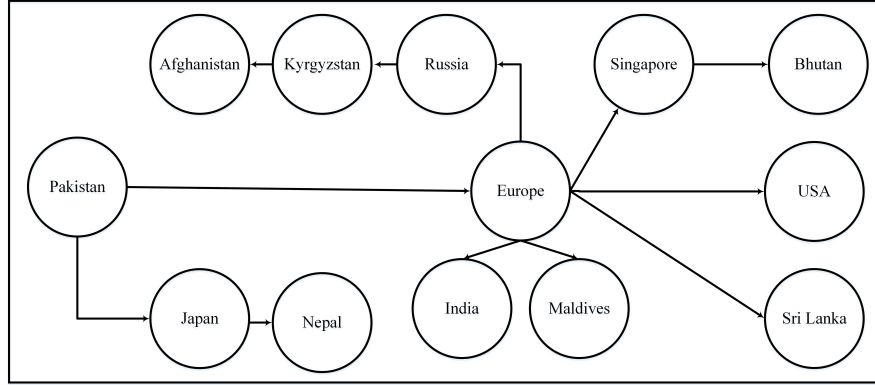 Afghanistan
Kyrgyzstan
Russia
Singapore
Bhutan
Pakistan
Europe
USA
Japan
Nepal
India
Maldives
Sri Lanka